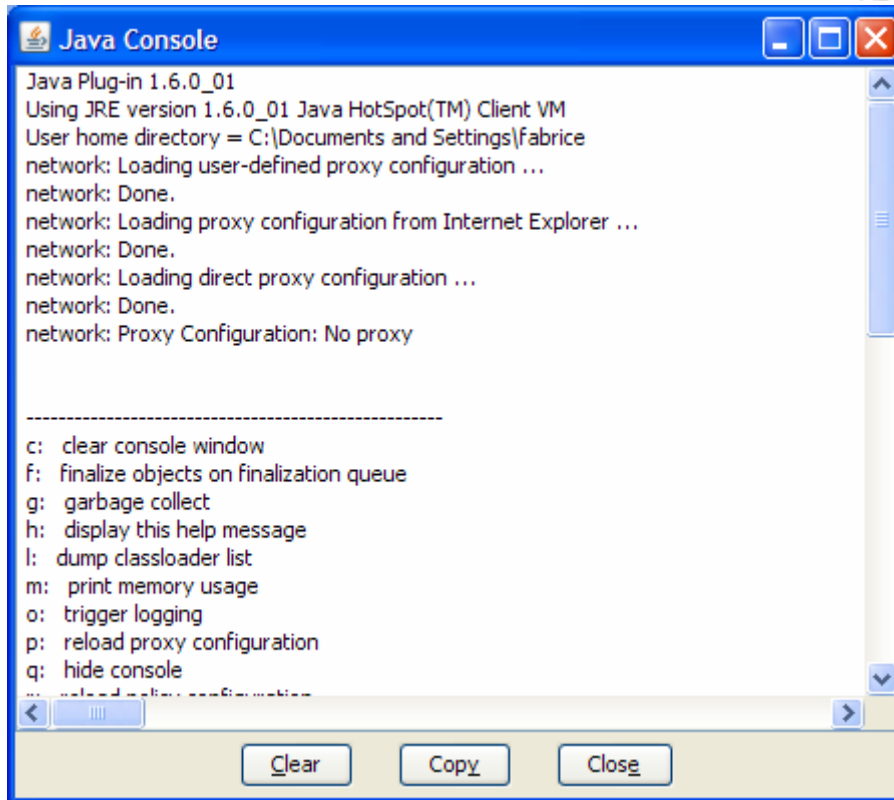 Java Console
Java Plug-in 1.6.0_01
Using JRE version 1.6.0_01 Java HotSpot(TM) Client VM
User home directory = C:\Documents and Settings\fabrice
network: Loading user-defined proxy configuration ...
network: Done.
network: Loading proxy configuration from Internet Explorer ...
network: Done.
network: Loading direct proxy configuration ...
network: Done.
network: Proxy Configuration: No proxy
----------------------------------------------------
c: clear console window
f: finalize objects on finalization queue
g: garbage collect
h: display this help message
l: dump classloader list
m: print memory usage
o: trigger logging
p: reload proxy configuration
q: hide console
reload policy configuration
Clear Copy Close